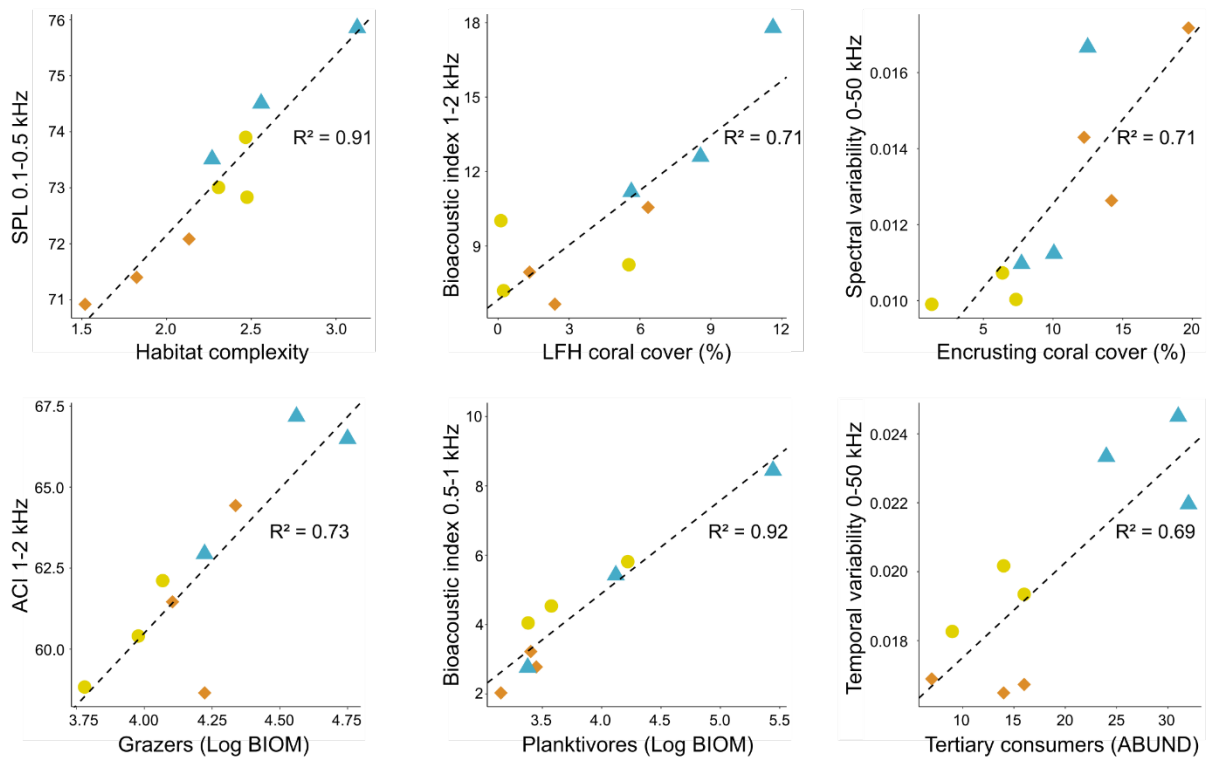 76
75
74
73
72
71
SPL 0.1-0.5 kHz
R² = 0.91
1.5 2.0 2.5 3.0
Habitat complexity
18
15
12
9
Bioacoustic index 1-2 kHz
R² = 0.71
0 3 6 9 12
LFH coral cover (%)
0.016
0.014
0.012
0.010
Spectral variability 0-50 kHz
R² = 0.71
5 10 15 20
Encrusting coral cover (%)
67.5
65.0
62.5
60.0
ACI 1-2 kHz
R² = 0.73
3.75 4.00 4.25 4.50 4.75
Grazers (Log BIOM)
10
8
6
4
2
Bioacoustic index 0.5-1 kHz
R² = 0.92
3.5 4.0 4.5 5.0 5.5
Planktivores (Log BIOM)
0.024
0.022
0.020
0.018
Temporal variability 0-50 kHz
R² = 0.69
10 15 20 25 30
Tertiary consumers (ABUND)